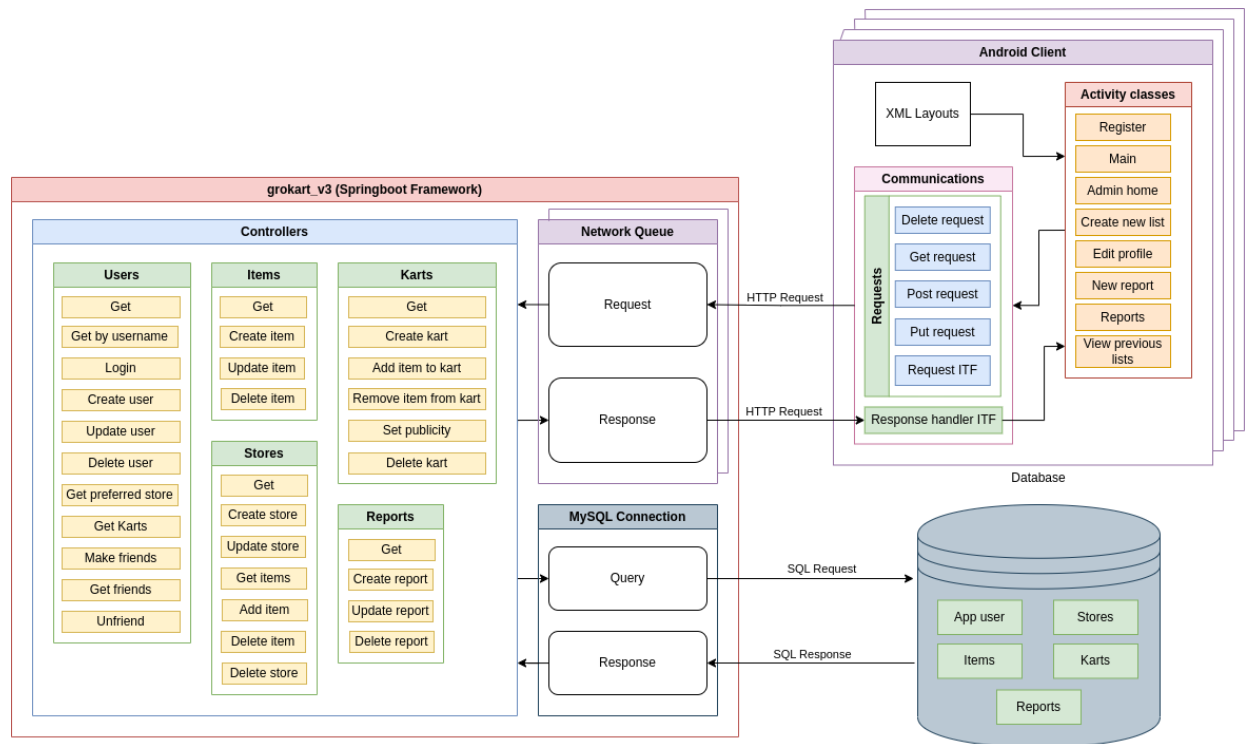 grokart_v3 (Springboot Framework)
Controllers
Users
Get
Get by username
Login
Create user
Update user
Delete user
Get preferred store
Get Karts
Make friends
Get friends
Unfriend
Items
Get
Create item
Update item
Delete item
Stores
Get
Create store
Update store
Get items
Add item
Delete item
Delete store
Karts
Get
Create kart
Add item to kart
Remove item from kart
Set publicity
Delete kart
Reports
Get
Create report
Update report
Delete report
Network Queue
Request
Response
MySQL Connection
Query
Response
HTTP Request
HTTP Request
SQL Request
SQL Response
Android Client
XML Layouts
Communications
Requests
Delete request
Get request
Post request
Put request
Request ITF
Response handler ITF
Activity classes
Register
Main
Admin home
Create new list
Edit profile
New report
Reports
View previous
lists
Database
App user
Stores
Items
Karts
Reports